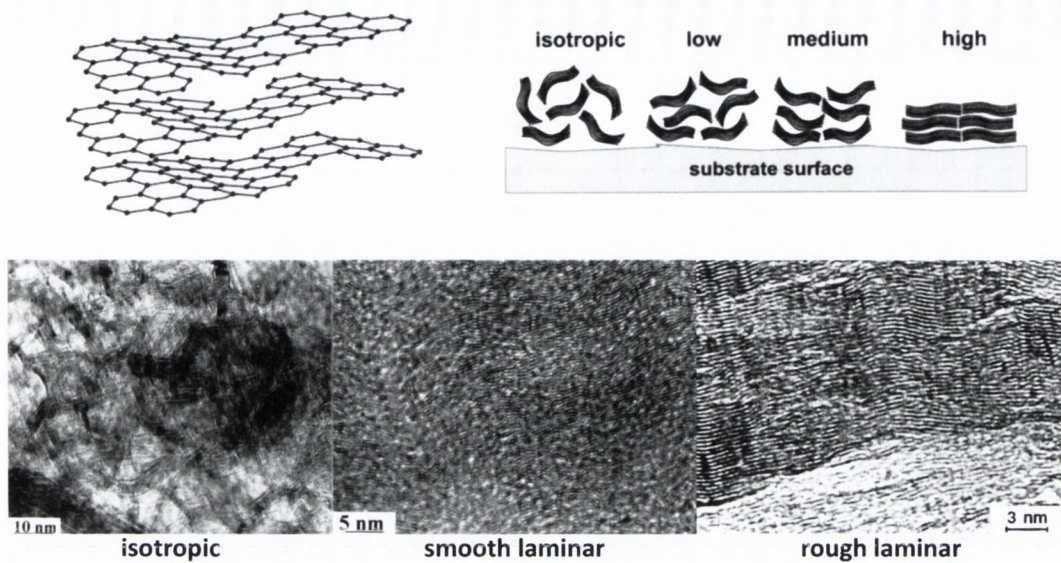 isotropic low medium high
substrate surface
10 nm
5 nm
3 nm
isotropic
smooth laminar
rough laminar